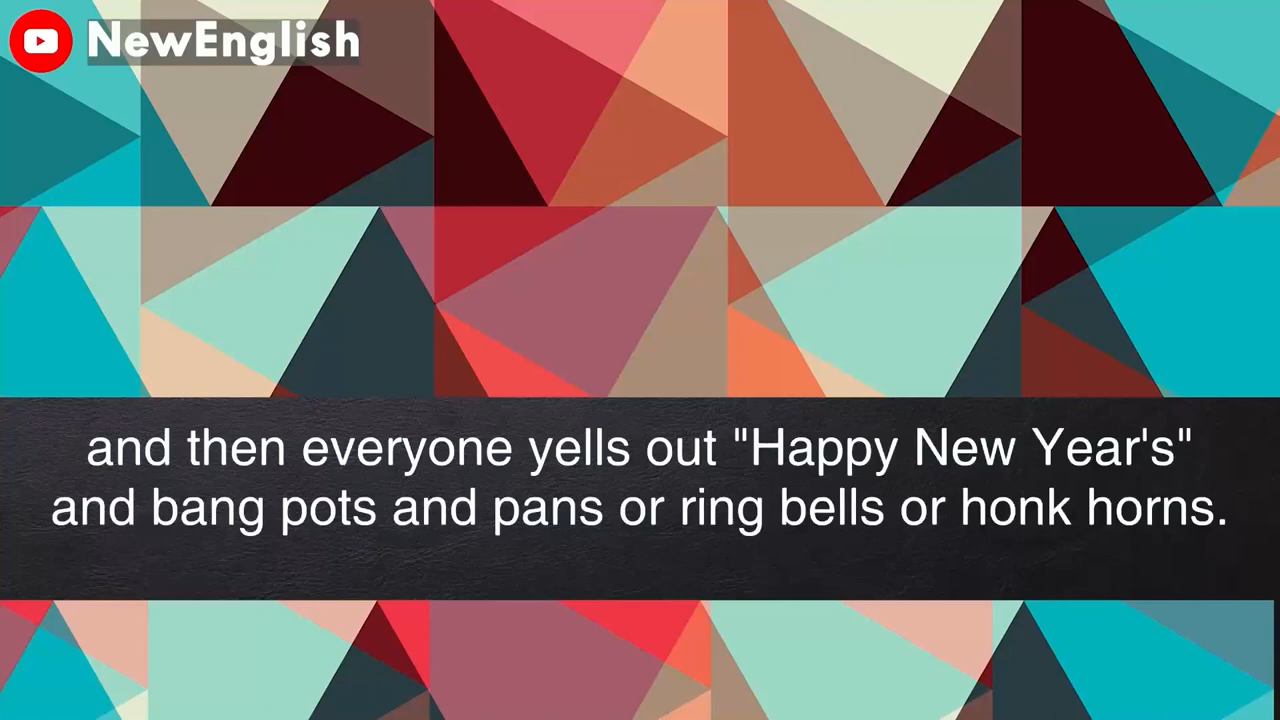 NewEnglish
and then everyone yells out "Happy New Year's"
and bang pots and pans or ring bells or honk horns.